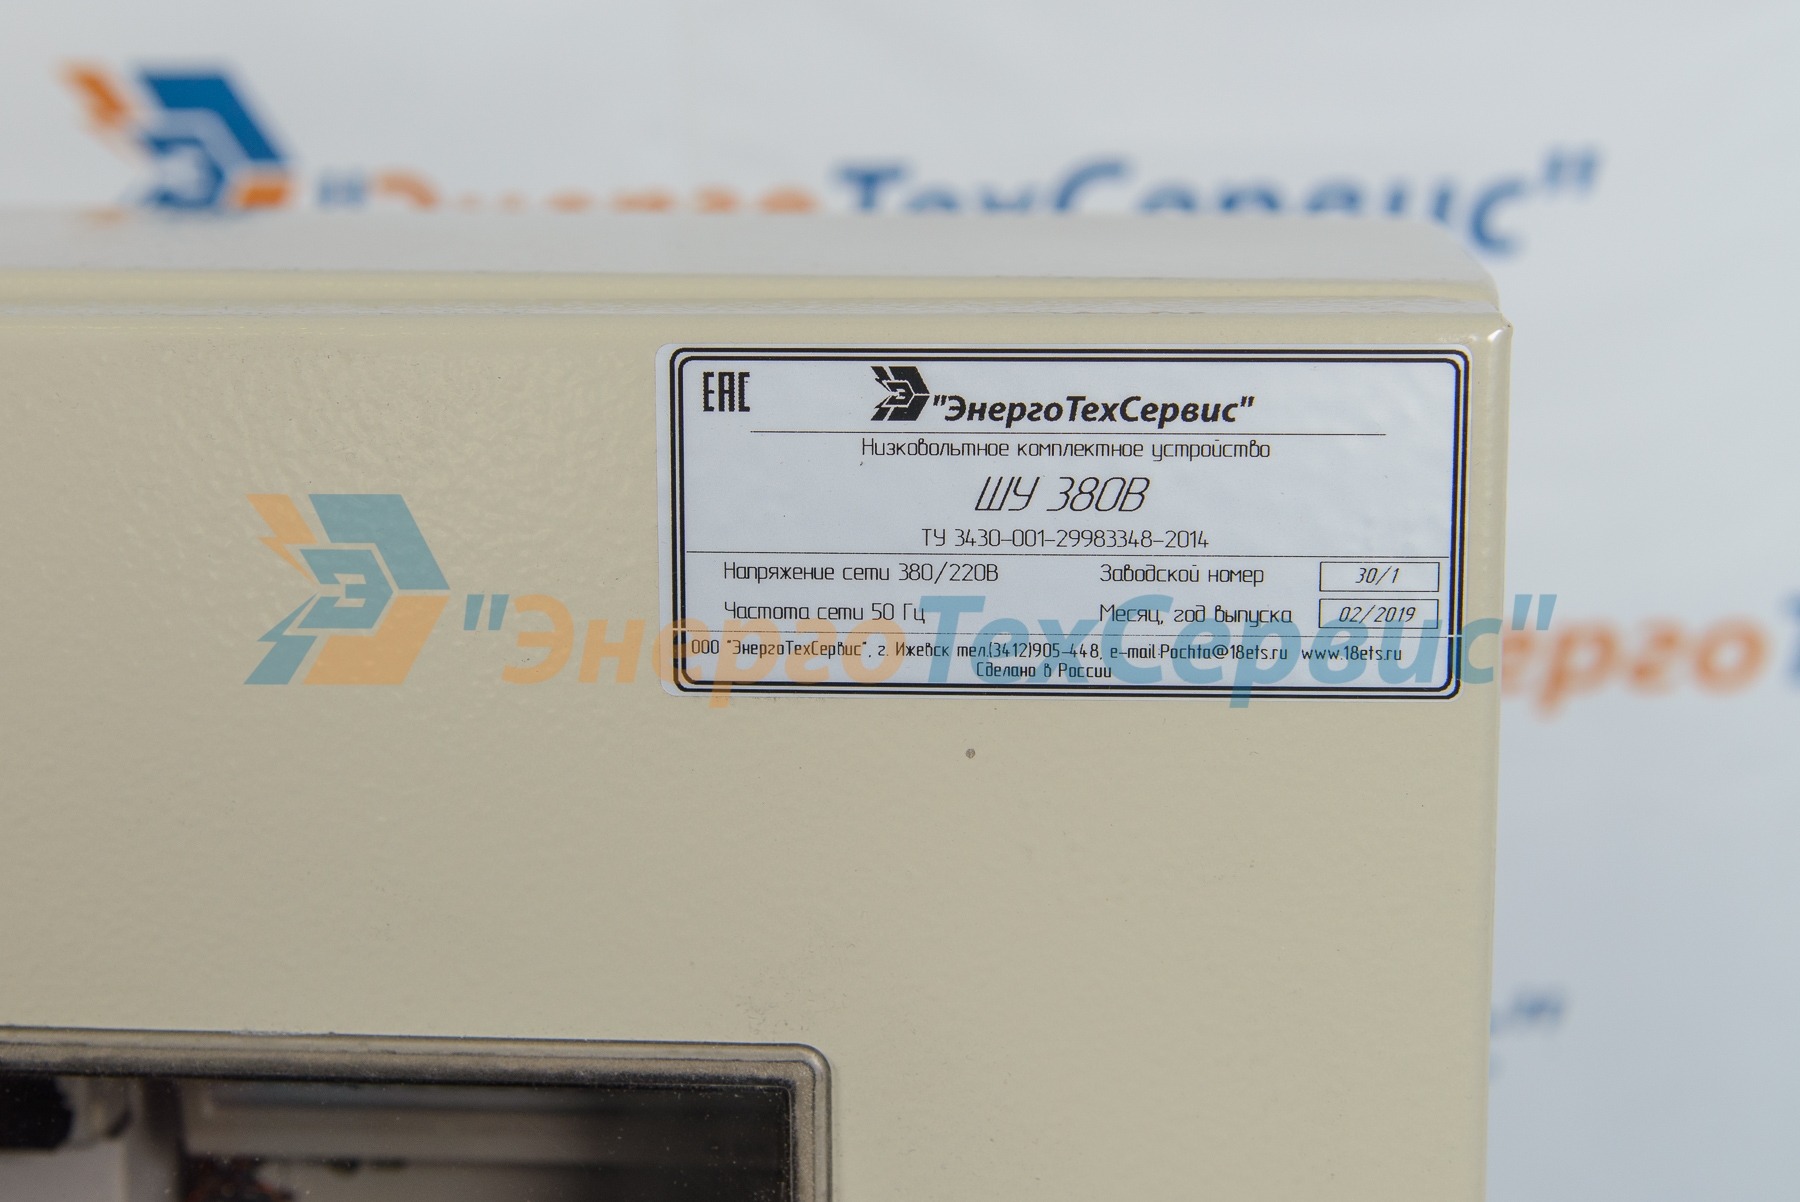 "ЭнергоТехСервис"
ЕАС
"ЭнергоТехСервис"
Низковольтное комплектное устройство
ШУ 380В
ТУ 3430-001-29983348-2014
Напряжение сети 380/220В Заводской номер 30/1
Частота сети 50 Гц Месяц, год выпуска 02/2019
ООО "ЭнергоТехСервис", г. Ижевск тел.(3412)905-448, e-mail:Pochta@18ets.ru www.18ets.ru
Сделано в России
"ЭнергоТехСервис"
ерго